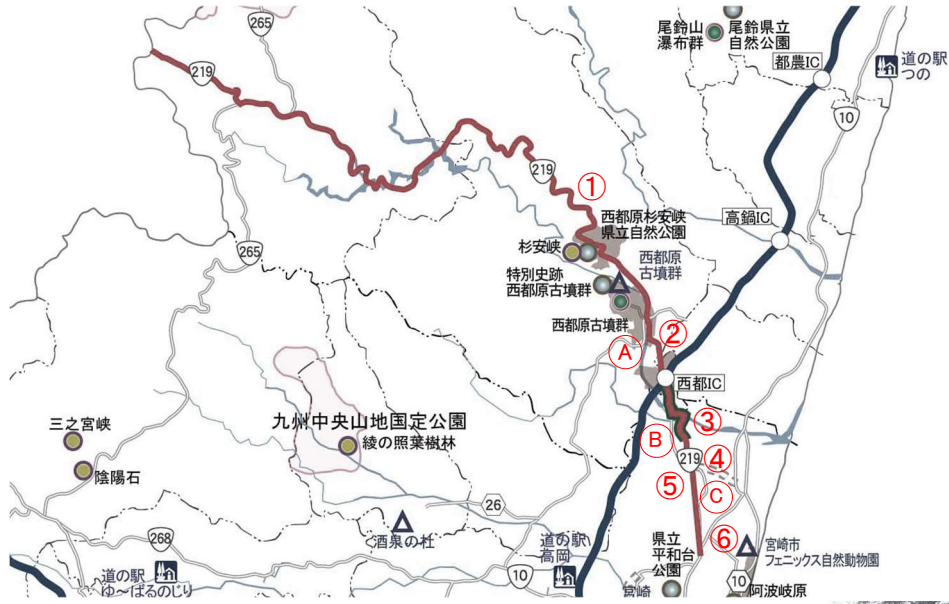 265
尾鈴山
瀑布群
尾鈴県立
自然公園
都農IC
道の駅
つの
219
10
219
①
西都原杉安峡
県立自然公園
高鍋IC
265
杉安峡
西都原
古墳群
特別史跡
西都原古墳群
西都原古墳群
②
A
西都IC
九州中央山地国定公園
三之宮峡
綾の照葉樹林
③
B
陰陽石
219
④
⑤
C
26
268
酒泉の杜
道の駅
高岡
県立
平和台
公園
⑥
宮崎市
フェニックス自然動物園
道の駅
ゆ〜ぱるのじり
10
宮崎
10
阿波岐原